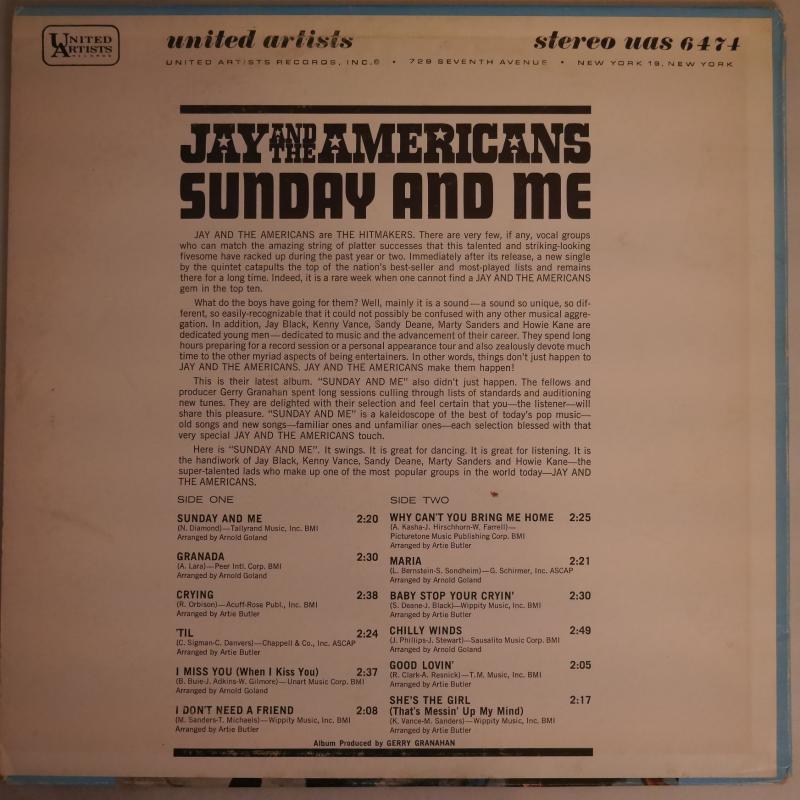 UNITED
ARTISTS
RECORDS
united artists
stereo uas 6474
UNITED ARTISTS RECORDS, INC.® • 729 SEVENTH AVENUE • NEW YORK 19, NEW YORK
JAY AND THE AMERICANS
SUNDAY AND ME
JAY AND THE AMERICANS are THE HITMAKERS. There are very few, if any, vocal groups
who can match the amazing string of platter successes that this talented and striking-looking
fivesome have racked up during the past year or two. Immediately after its release, a new single
by the quintet catapults the top of the nation's best-seller and most-played lists and remains
there for a long time. Indeed, it is a rare week when one cannot find a JAY AND THE AMERICANS
gem in the top ten.
What do the boys have going for them? Well, mainly it is a sound—a sound so unique, so dif-
ferent, so easily-recognizable that it could not possibly be confused with any other musical aggre-
gation. In addition, Jay Black, Kenny Vance, Sandy Deane, Marty Sanders and Howie Kane are
dedicated young men—dedicated to music and the advancement of their career. They spend long
hours preparing for a record session or a personal appearance tour and also zealously devote much
time to the other myriad aspects of being entertainers. In other words, things don't just happen to
JAY AND THE AMERICANS. JAY AND THE AMERICANS make them happen!
This is their latest album. "SUNDAY AND ME" also didn't just happen. The fellows and
producer Gerry Granahan spent long sessions culling through lists of standards and auditioning
new tunes. They are delighted with their selection and feel certain that you—the listener—will
share this pleasure. "SUNDAY AND ME" is a kaleidoscope of the best of today's pop music—
old songs and new songs—familiar ones and unfamiliar ones—each selection blessed with that
very special JAY AND THE AMERICANS touch.
Here is "SUNDAY AND ME". It swings. It is great for dancing. It is great for listening. It is
the handiwork of Jay Black, Kenny Vance, Sandy Deane, Marty Sanders and Howie Kane—the
super-talented lads who make up one of the most popular groups in the world today—JAY AND
THE AMERICANS.
SIDE ONE
SUNDAY AND ME 2:20
(N. Diamond)—Tallyrand Music, Inc. BMI
Arranged by Arnold Goland
GRANADA 2:30
(A. Lara)—Peer Intl. Corp. BMI
Arranged by Arnold Goland
CRYING 2:38
(R. Orbison)—Acuff-Rose Publ., Inc. BMI
Arranged by Artie Butler
'TIL 2:24
(C. Sigman-C. Danvers)—Chappell & Co., Inc. ASCAP
Arranged by Artie Butler
I MISS YOU (When I Kiss You) 2:37
(B. Buie-J. Adkins-W. Gilmore)—Unart Music Corp. BMI
Arranged by Arnold Goland
I DON'T NEED A FRIEND 2:08
(M. Sanders-T. Michaels)—Wippity Music, Inc. BMI
Arranged by Artie Butler
SIDE TWO
WHY CAN'T YOU BRING ME HOME 2:25
(A. Kasha-J. Hirschhorn-W. Farrell)—
Picturetone Music Publishing Corp. BMI
Arranged by Artie Butler
MARIA 2:21
(L. Bernstein-S. Sondheim)—G. Schirmer, Inc. ASCAP
Arranged by Arnold Goland
BABY STOP YOUR CRYIN' 2:30
(S. Deane-J. Black)—Wippity Music, Inc. BMI
Arranged by Artie Butler
CHILLY WINDS 2:49
(J. Phillips-J. Stewart)—Sausalito Music Corp. BMI
Arranged by Arnold Goland
GOOD LOVIN' 2:05
(R. Clark-A. Resnick)—T.M. Music, Inc. BMI
Arranged by Artie Butler
SHE'S THE GIRL 2:17
(That's Messin' Up My Mind)
(K. Vance-M. Sanders)—Wippity Music, Inc. BMI
Arranged by Artie Butler
Album Produced by GERRY GRANAHAN